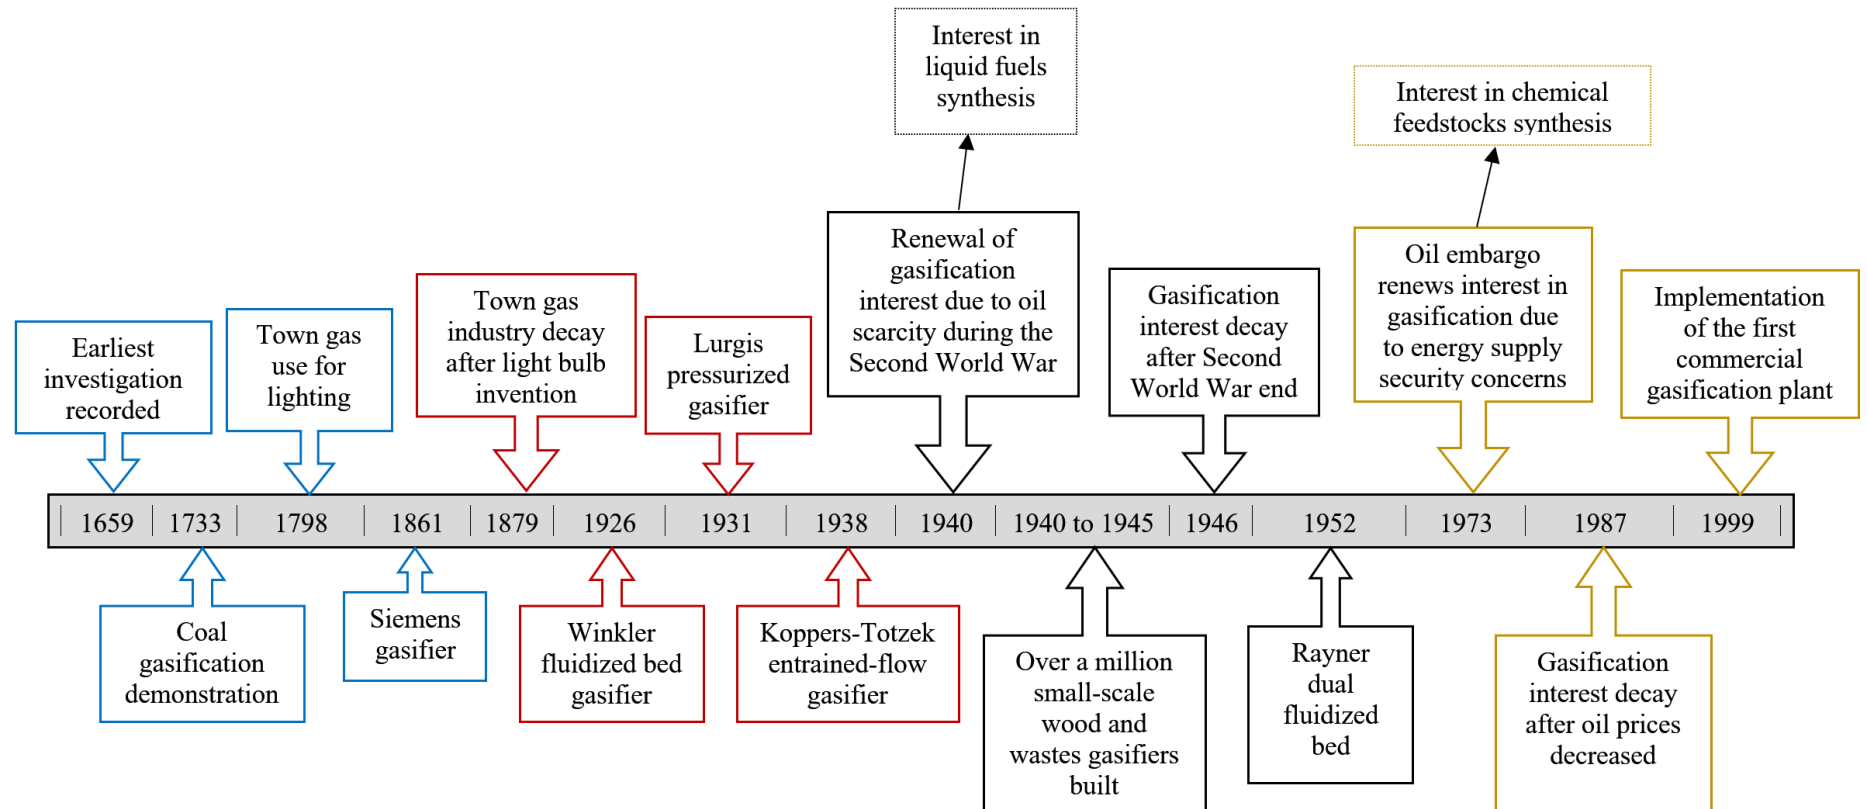 Interest in
liquid fuels
synthesis
Interest in chemical
feedstocks synthesis
Earliest
investigation
recorded
Town gas
use for
lighting
Town gas
industry decay
after light bulb
invention
Lurgis
pressurized
gasifier
Renewal of
gasification
interest due to oil
scarcity during the
Second World War
Gasification
interest decay
after Second
World War end
Oil embargo
renews interest in
gasification due
to energy supply
security concerns
Implementation
of the first
commercial
gasification plant
1659 1733 1798 1861 1879 1926 1931 1938 1940 1940 to 1945 1946 1952 1973 1987 1999
Coal
gasification
demonstration
Siemens
gasifier
Winkler
fluidized bed
gasifier
Koppers-Totzek
entrained-flow
gasifier
Over a million
small-scale
wood and
wastes gasifiers
built
Rayner
dual
fluidized
bed
Gasification
interest decay
after oil prices
decreased